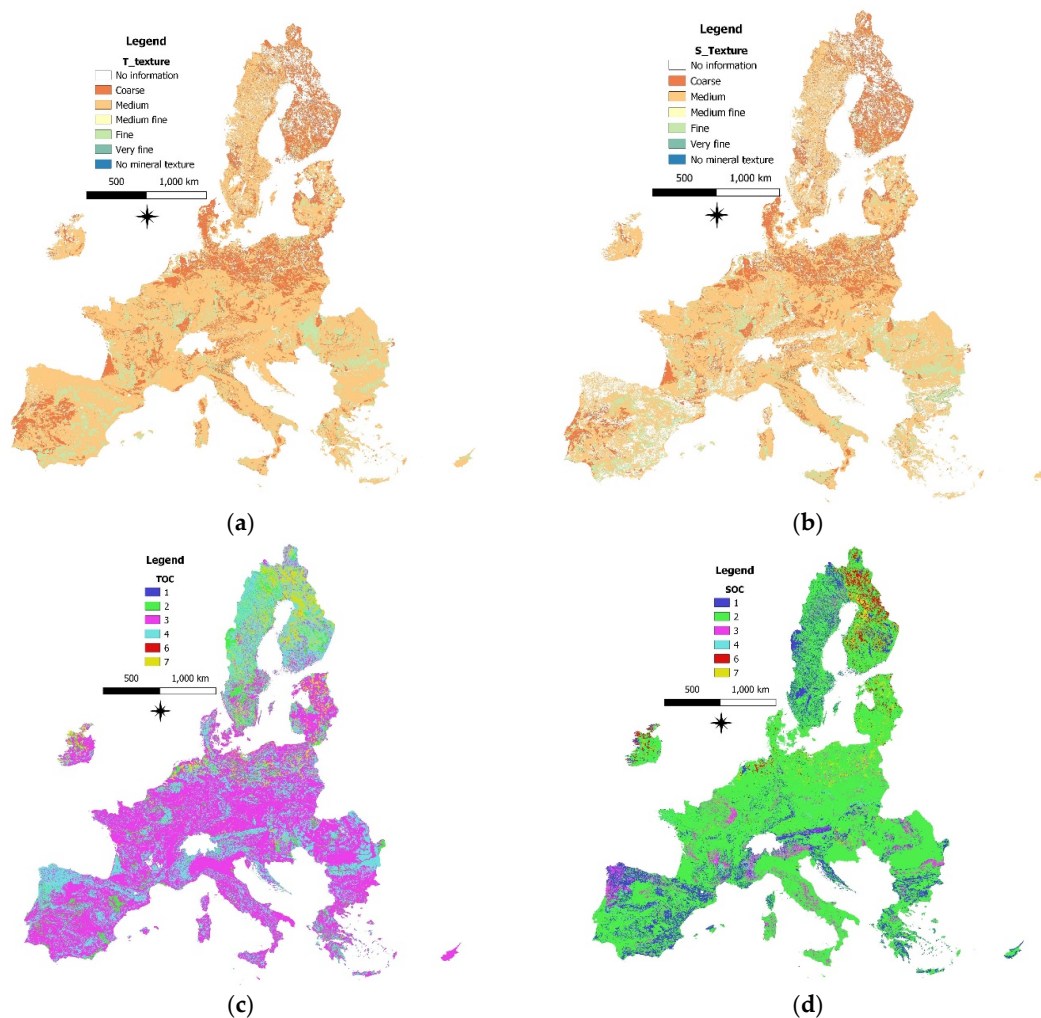 Legend
T_texture
No information
Coarse
Medium
Medium fine
Fine
Very fine
No mineral texture
500 1,000 km
(a)
Legend
S_Texture
No information
Coarse
Medium
Medium fine
Fine
Very fine
No mineral texture
500 1,000 km
(b)
Legend
TOC
1
2
3
4
6
7
500 1,000 km
(c)
Legend
SOC
1
2
3
4
6
7
500 1,000 km
(d)